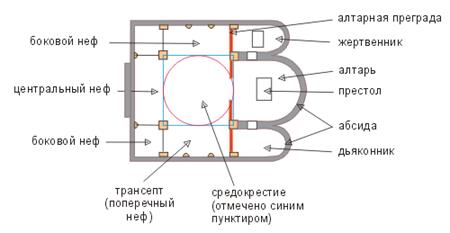 алтарная преграда
боковой неф
жертвенник
алтарь
центральный неф
престол
абсида
боковой неф
дьяконник
трансепт
(поперечный
неф)
средокрестие
(отмечено синим
пунктиром)